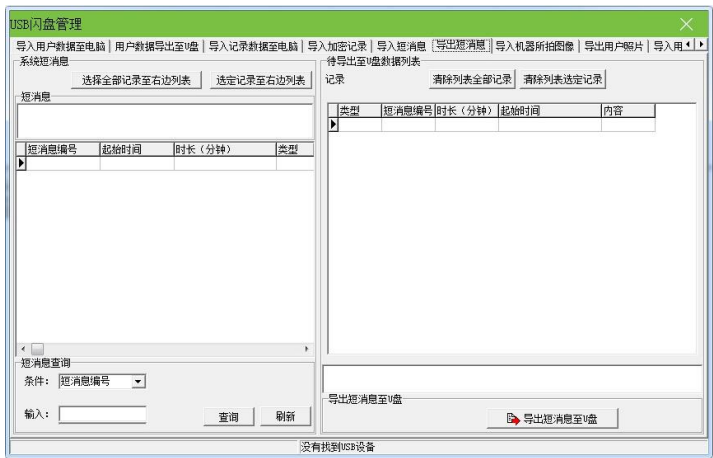 USB闪盘管理
导入用户数据至电脑 用户数据导出至U盘 导入记录数据至电脑 导入加密记录 导入短消息 导出短消息 导入机器所拍图像 导出用户照片 导入用
系统短消息
选择全部记录至右边列表 选定记录至右边列表
短消息
短消息编号 起始时间 时长（分钟） 类型
短消息查询
条件： 短消息编号
输入： 查询 刷新
待导出至U盘数据列表
记录 清除列表全部记录 清除列表选定记录
类型 短消息编号 时长（分钟） 起始时间 内容
导出短消息至U盘
导出短消息至U盘
没有找到USB设备